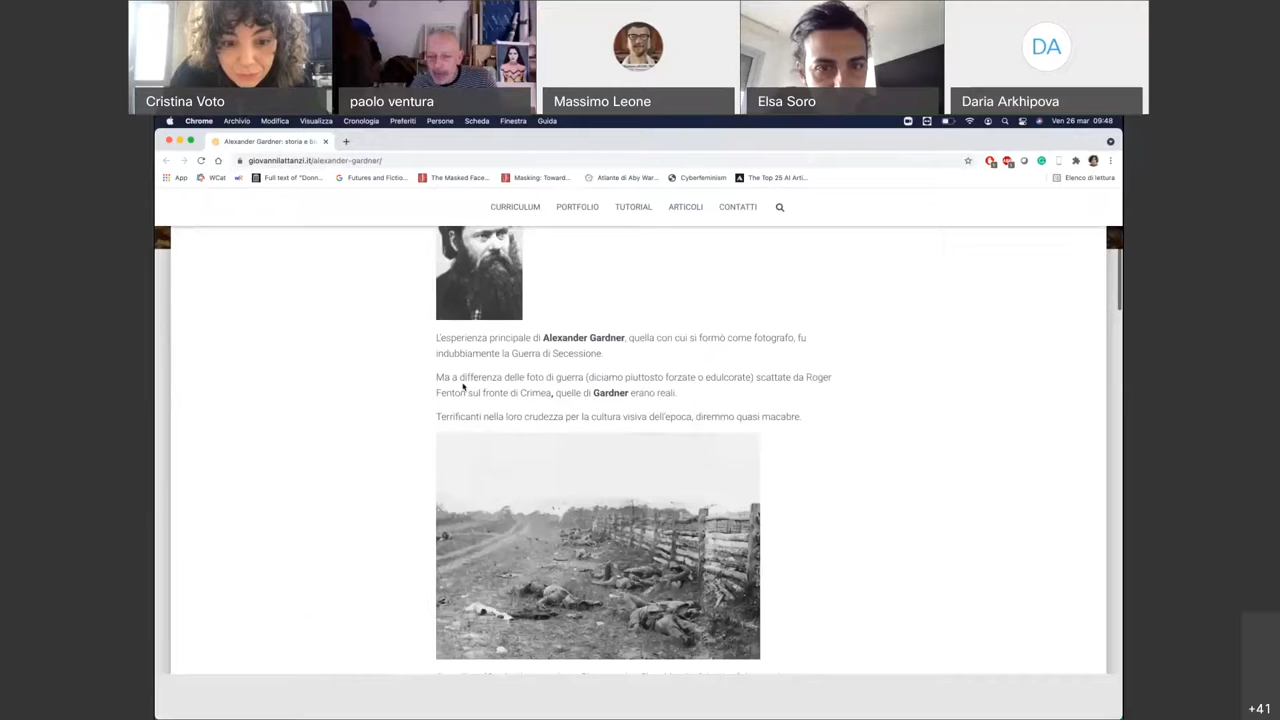 Cristina Voto
paolo ventura
Massimo Leone
Elsa Soro
DA
Daria Arkhipova
Chrome Archivio Modifica Visualizza Cronologia Preferiti Persone Scheda Finestra Guida Ven 26 mar 09:48
Alexander Gardner: storia e bi
giovannilattanzi.it/alexander-gardner/
App WCat Full text of "Donn... Futures and Fictio... The Masked Face... Masking: Toward... Atlante di Aby War... Cyberfeminism The Top 25 AI Arti... Elenco di lettura
CURRICULUM PORTFOLIO TUTORIAL ARTICOLI CONTATTI
L'esperienza principale di Alexander Gardner, quella con cui si formò come fotografo, fu
indubbiamente la Guerra di Secessione.
Ma a differenza delle foto di guerra (diciamo piuttosto forzate o edulcorate) scattate da Roger
Fenton sul fronte di Crimea, quelle di Gardner erano reali.
Terrificanti nella loro crudezza per la cultura visiva dell'epoca, diremmo quasi macabre.
+41